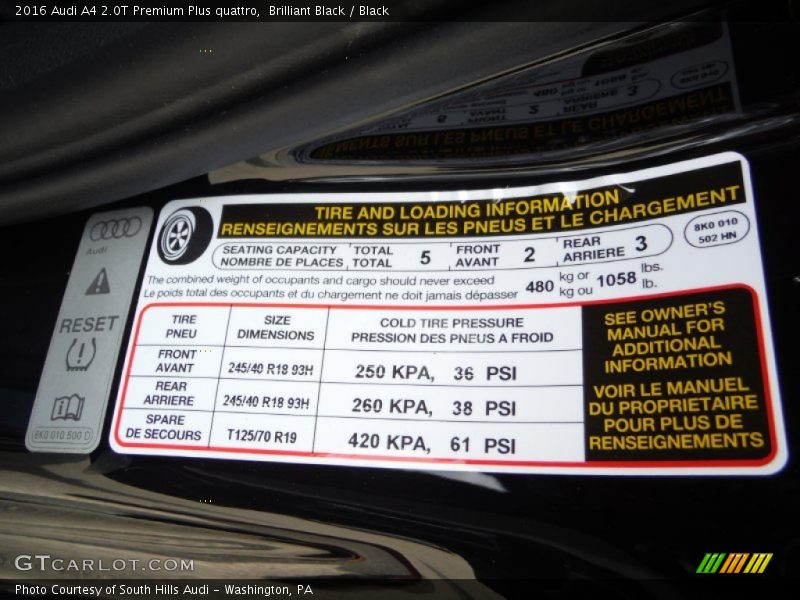 2016 Audi A4 2.0T Premium Plus quattro,  Brilliant Black / Black
TIRE AND LOADING INFORMATION
RENSEIGNEMENTS SUR LES PNEUS ET LE CHARGEMENT
SEATING CAPACITY TOTAL 5 FRONT 2 REAR 3
NOMBRE DE PLACES TOTAL AVANT ARRIERE
8K0 010
502 HN
The combined weight of occupants and cargo should never exceed 480 kg or 1058 lbs.
Le poids total des occupants et du chargement ne doit jamais dépasser kg ou lb.
TIRE SIZE COLD TIRE PRESSURE
PNEU DIMENSIONS PRESSION DES PNEUS A FROID
FRONT
AVANT 245/40 R18 93H 250 KPA, 36 PSI
REAR
ARRIERE 245/40 R18 93H 260 KPA, 38 PSI
SPARE
DE SECOURS T125/70 R19 420 KPA, 61 PSI
SEE OWNER'S
MANUAL FOR
ADDITIONAL
INFORMATION
VOIR LE MANUEL
DU PROPRIETAIRE
POUR PLUS DE
RENSEIGNEMENTS
Audi
RESET
8K0 010 500 D
GTCARLOT.COM
Photo Courtesy of South Hills Audi - Washington, PA